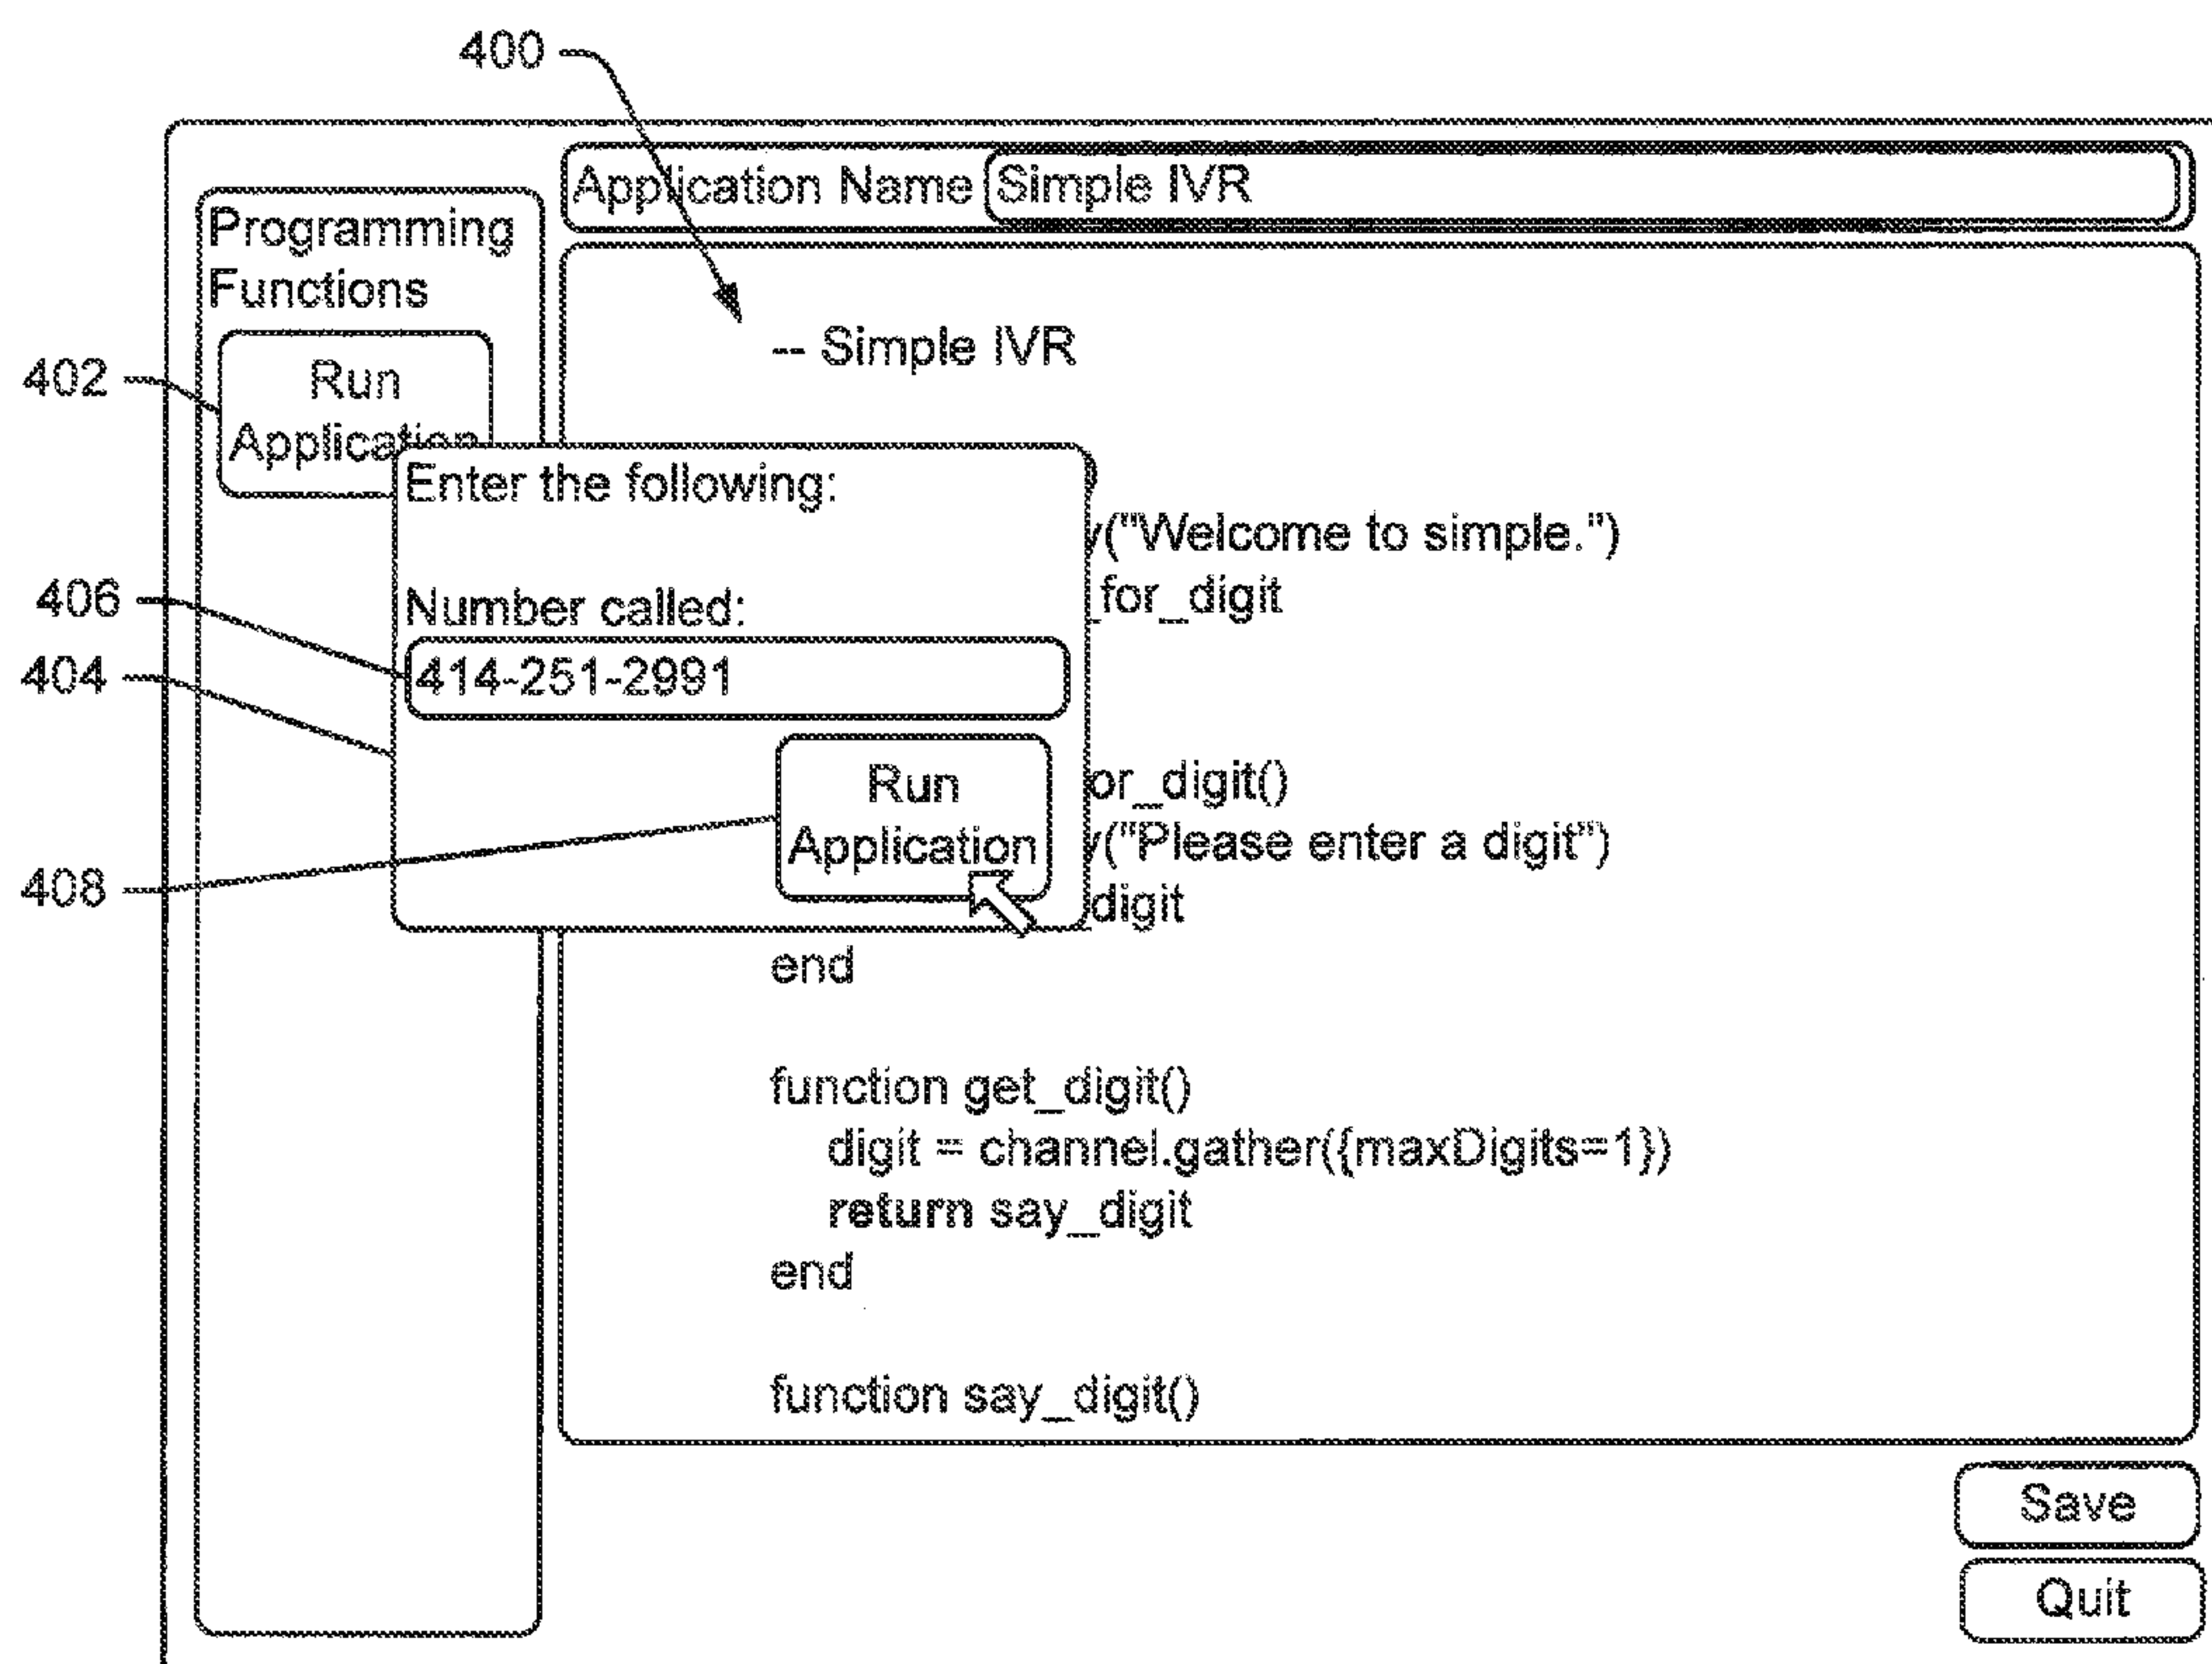 400
Application Name Simple IVR
Programming
Functions
-- Simple IVR
402
Run
Application
Enter the following:
)
y("Welcome to simple.")
406
Number called:
_for_digit
404
414-251-2991
Run
or_digit()
Application
y("Please enter a digit")
408
digit
end
function get_digit()
digit = channel.gather({maxDigits=1})
return say_digit
end
function say_digit()
Save
Quit